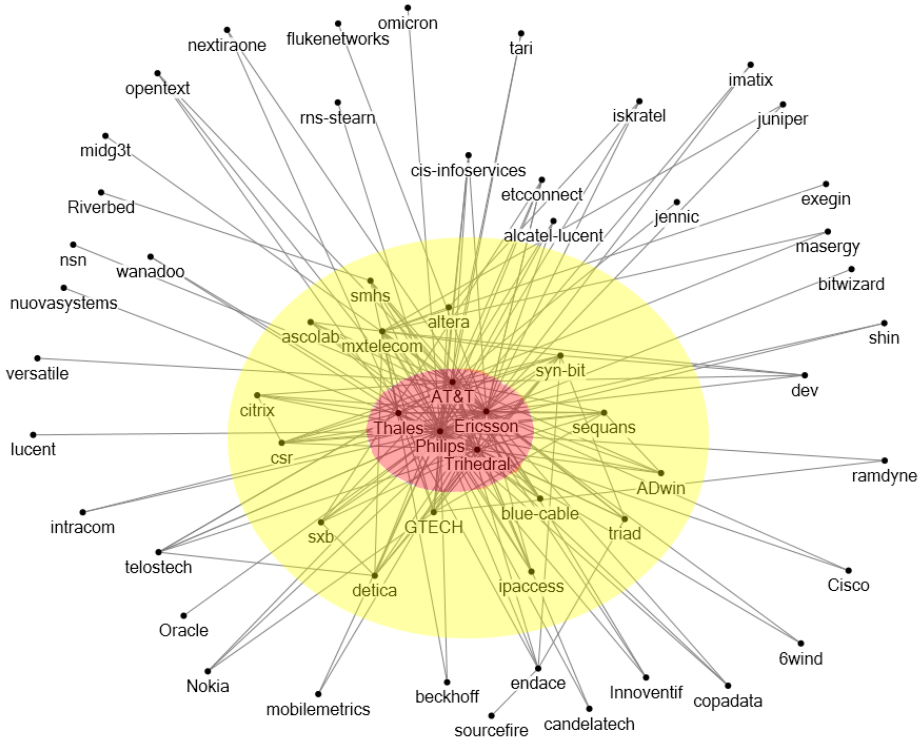 omicron
nextiraone
flukenetworks
tari
opentext
imatix
rns-stearn
iskratel
juniper
midg3t
cis-infoservices
etcconnect
Riverbed
exegin
jennic
alcatel-lucent
masergy
nsn
wanadoo
bitwizard
smhs
nuovasystems
altera
ascolab
mxtelecom
shin
syn-bit
versatile
dev
AT&T
citrix
Thales
Ericsson
sequans
lucent
Philips
csr
Trihedral
ramdyne
ADwin
intracom
blue-cable
GTECH
triad
sxb
telostech
ipaccess
Cisco
detica
Oracle
6wind
endace
Nokia
Innoventif
beckhoff
copadata
mobilemetrics
candelatech
sourcefire